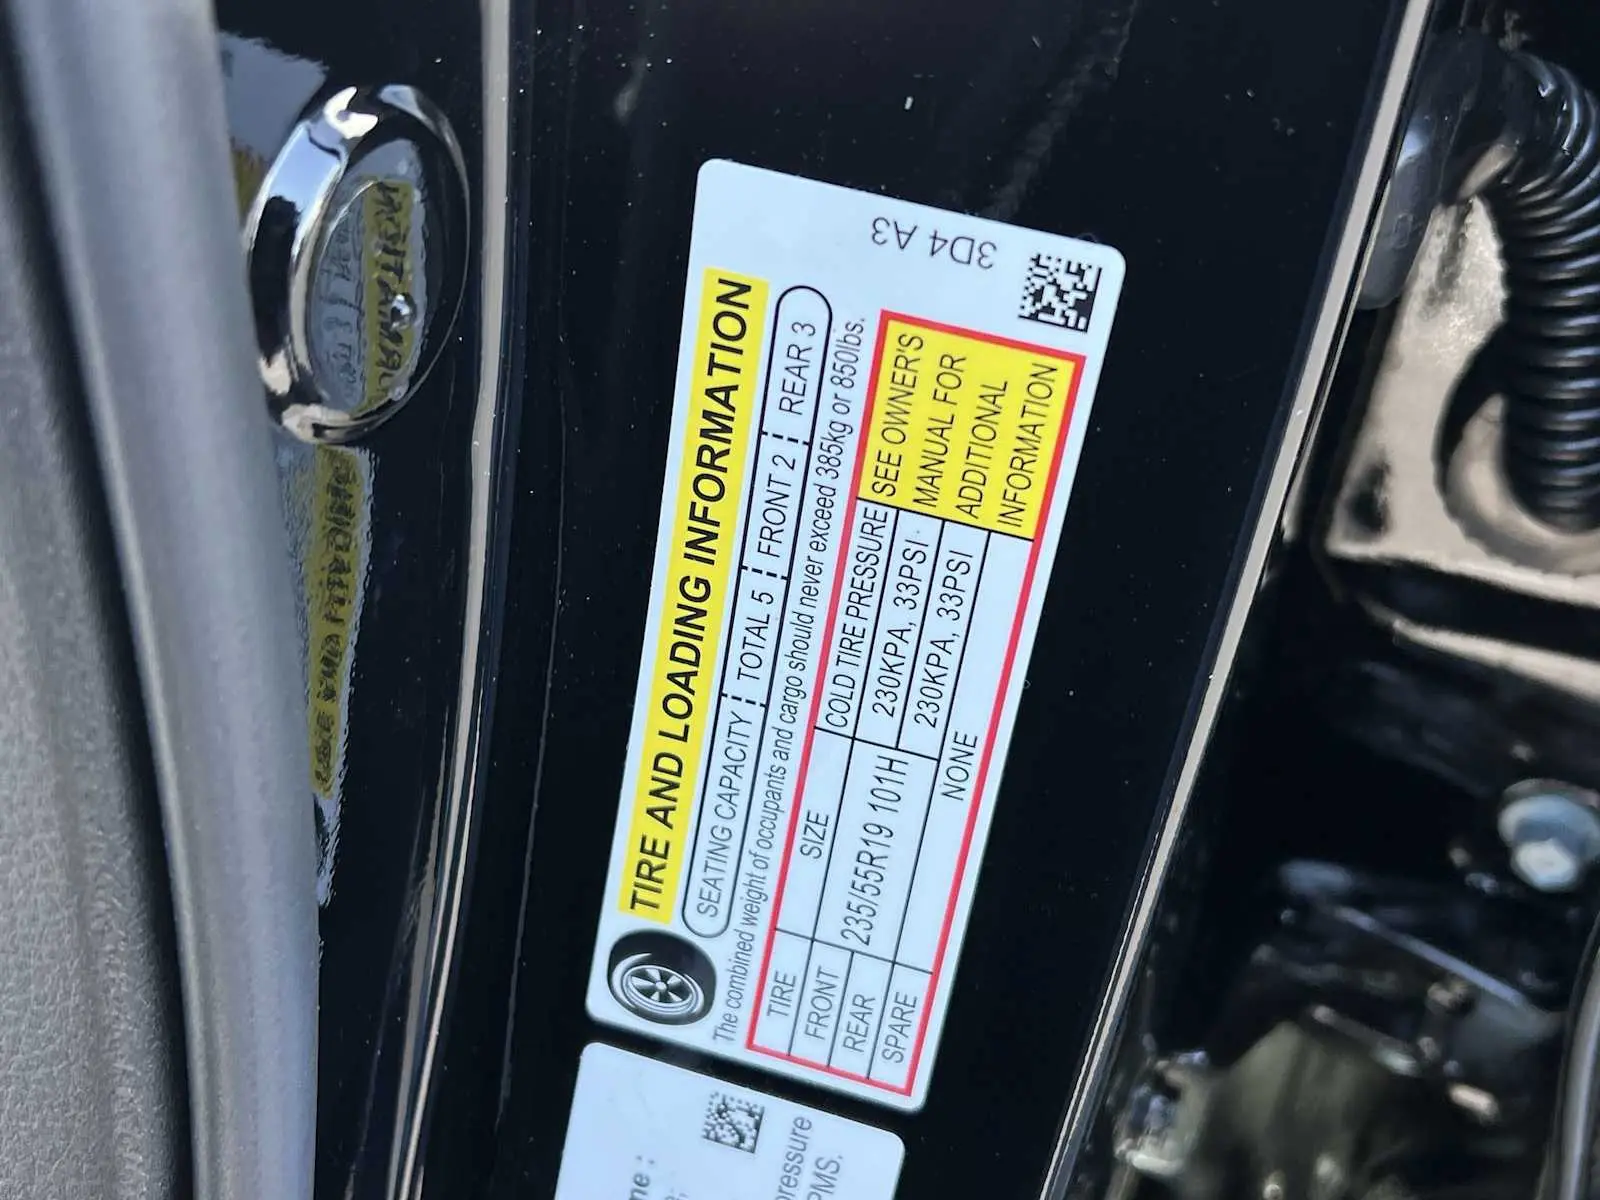 3D4 A3
TIRE AND LOADING INFORMATION
SEATING CAPACITY TOTAL 5 FRONT 2 REAR 3
The combined weight of occupants and cargo should never exceed 385kg or 850lbs.
TIRE SIZE COLD TIRE PRESSURE
FRONT 235/55R19 101H 230KPA, 33PSI
REAR 230KPA, 33PSI
SPARE NONE
SEE OWNER'S
MANUAL FOR
ADDITIONAL
INFORMATION
pressure